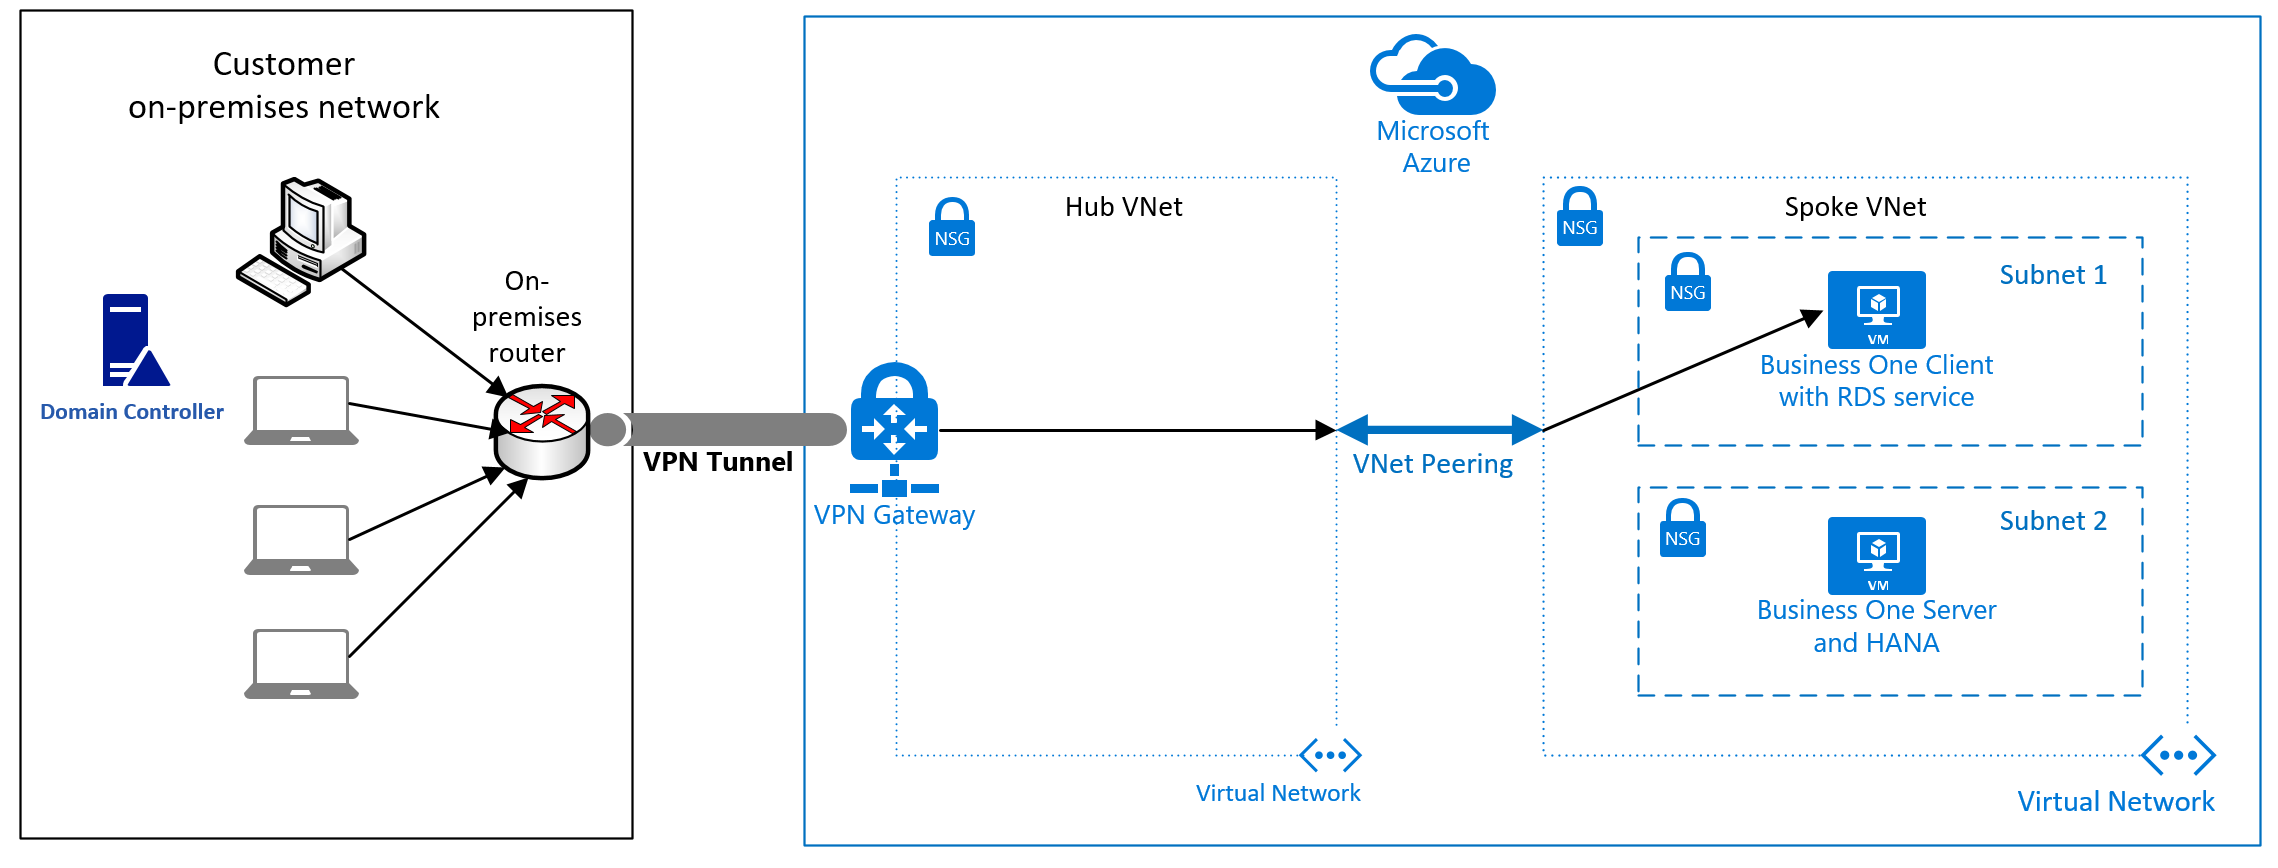 Customer
on-premises network
On-
premises
router
Domain Controller
VPN Tunnel
Microsoft
Azure
Hub VNet
NSG
VPN Gateway
VNet Peering
Virtual Network
Spoke VNet
NSG
Subnet 1
NSG
VM
Business One Client
with RDS service
Subnet 2
NSG
VM
Business One Server
and HANA
Virtual Network